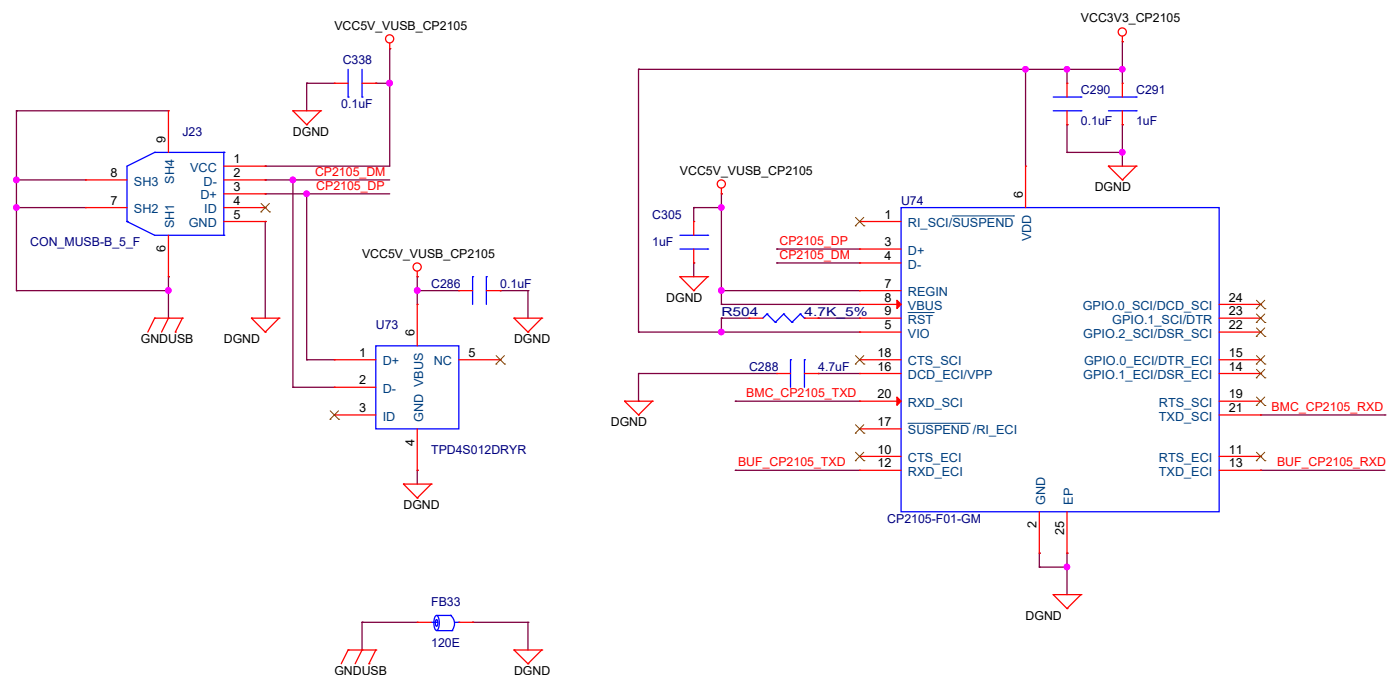 VCC5V_VUSB_CP2105
C338
0.1uF
DGND
J23
CON_MUSB-B_5_F
9
SH4
8
SH3
7
SH2
SH1
6
VCC
1
D-
2
D+
3
ID
4
GND
5
CP2105_DM
CP2105_DP
GNDUSB
DGND
VCC5V_VUSB_CP2105
C286
0.1uF
DGND
U73
6
1
D+
2
D-
3
ID
VBUS
GND
NC
5
4
TPD4S012DRYR
DGND
FB33
120E
GNDUSB
DGND
VCC3V3_CP2105
C290
0.1uF
C291
1uF
DGND
VCC5V_VUSB_CP2105
C305
1uF
DGND
U74
6
VDD
1
RI_SCI/SUSPEND
CP2105_DP
3
D+
CP2105_DM
4
D-
7
REGIN
8
VBUS
R504
4.7K_5%
9
RST
5
VIO
18
CTS_SCI
C288
4.7uF
16
DCD_ECI/VPP
DGND
BMC_CP2105_TXD
20
RXD_SCI
17
SUSPEND /RI_ECI
10
CTS_ECI
BUF_CP2105_TXD
12
RXD_ECI
GPIO.0_SCI/DCD_SCI
24
GPIO.1_SCI/DTR
23
GPIO.2_SCI/DSR_SCI
22
GPIO.0_ECI/DTR_ECI
15
GPIO.1_ECI/DSR_ECI
14
RTS_SCI
19
TXD_SCI
21
BMC_CP2105_RXD
RTS_ECI
11
TXD_ECI
13
BUF_CP2105_RXD
GND
EP
CP2105-F01-GM
2
25
DGND